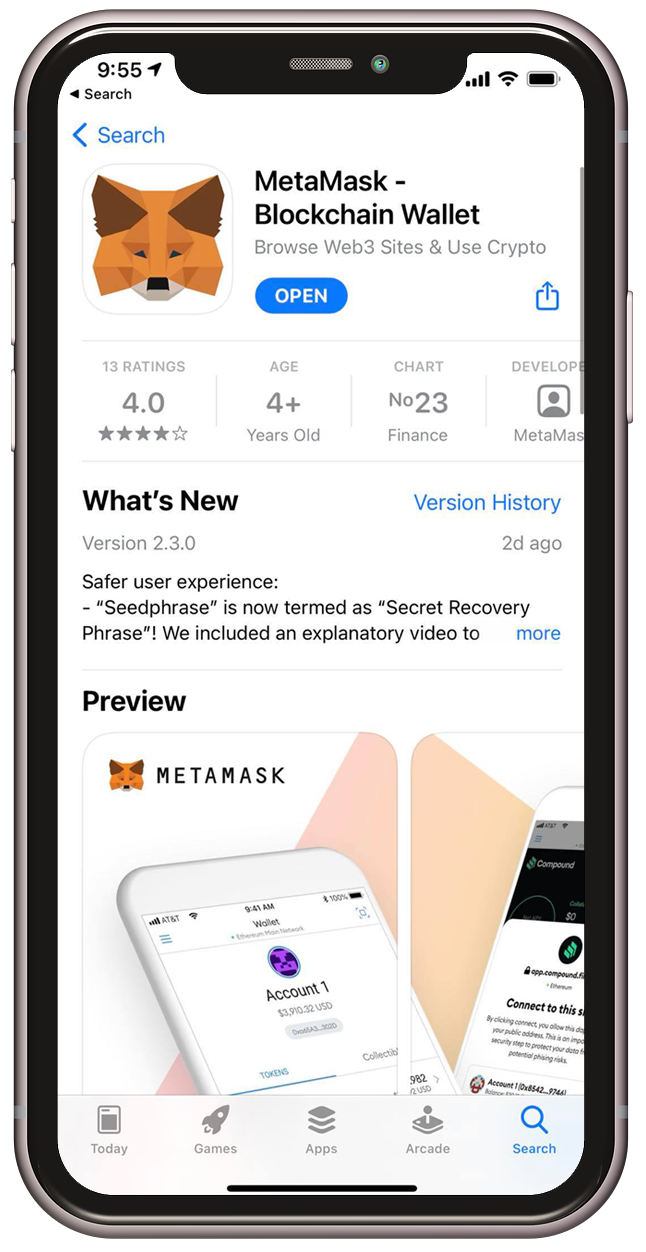 9:55
Search
Search
MetaMask -
Blockchain Wallet
Browse Web3 Sites & Use Crypto
OPEN
13 RATINGS
4.0
AGE
4+
Years Old
CHART
No23
Finance
DEVELOPE
MetaMas
What's New
Version History
Version 2.3.0
2d ago
Safer user experience:
- “Seedphrase” is now termed as “Secret Recovery
Phrase”! We included an explanatory video to
more
Preview
METAMASK
AT&T
9:41 AM
100%
Wallet
Ethereum Main Network
Account 1
$3,910.32 USD
TOKENS
Collectib
AT&T
Compound
$0
app.compound.fi
Ethereum
Connect to this s
By clicking connect, you allow this da
your public address. This is an impo
security step to protect your data fr
potential phising risks.
Account 1 (0x8542...9746)
982
Today
Games
Apps
Arcade
Search